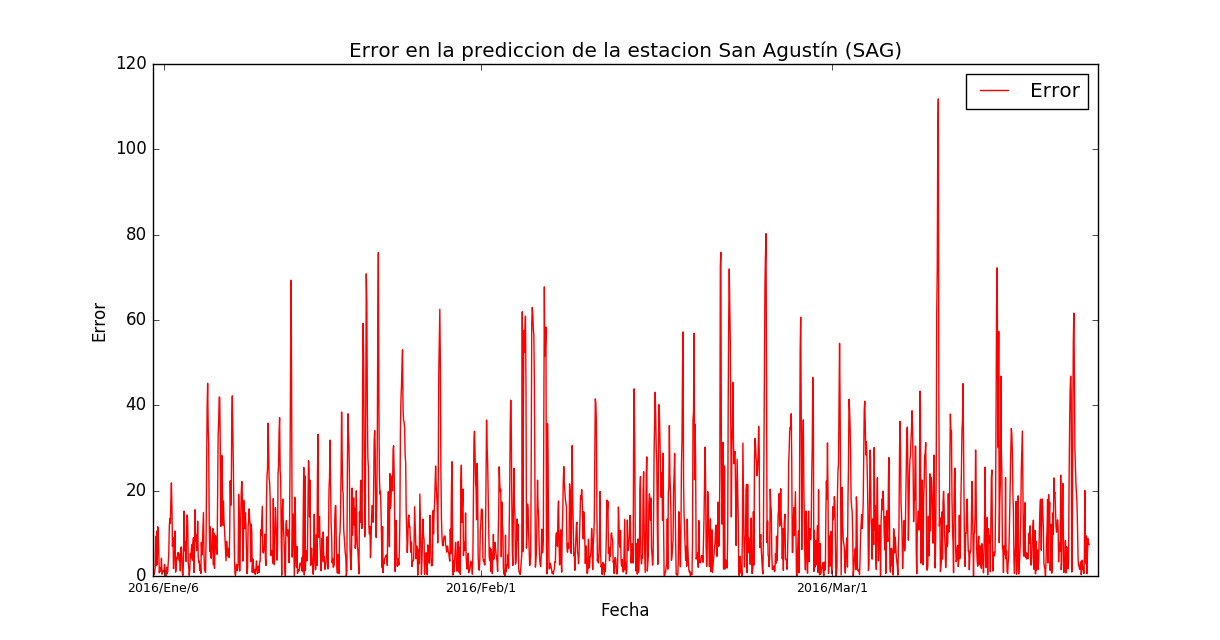 Error en la prediccion de la estacion San Agustín (SAG)
120
Error
100
80
60
Error
40
20
0
2016/Ene/6 2016/Feb/1 2016/Mar/1
Fecha